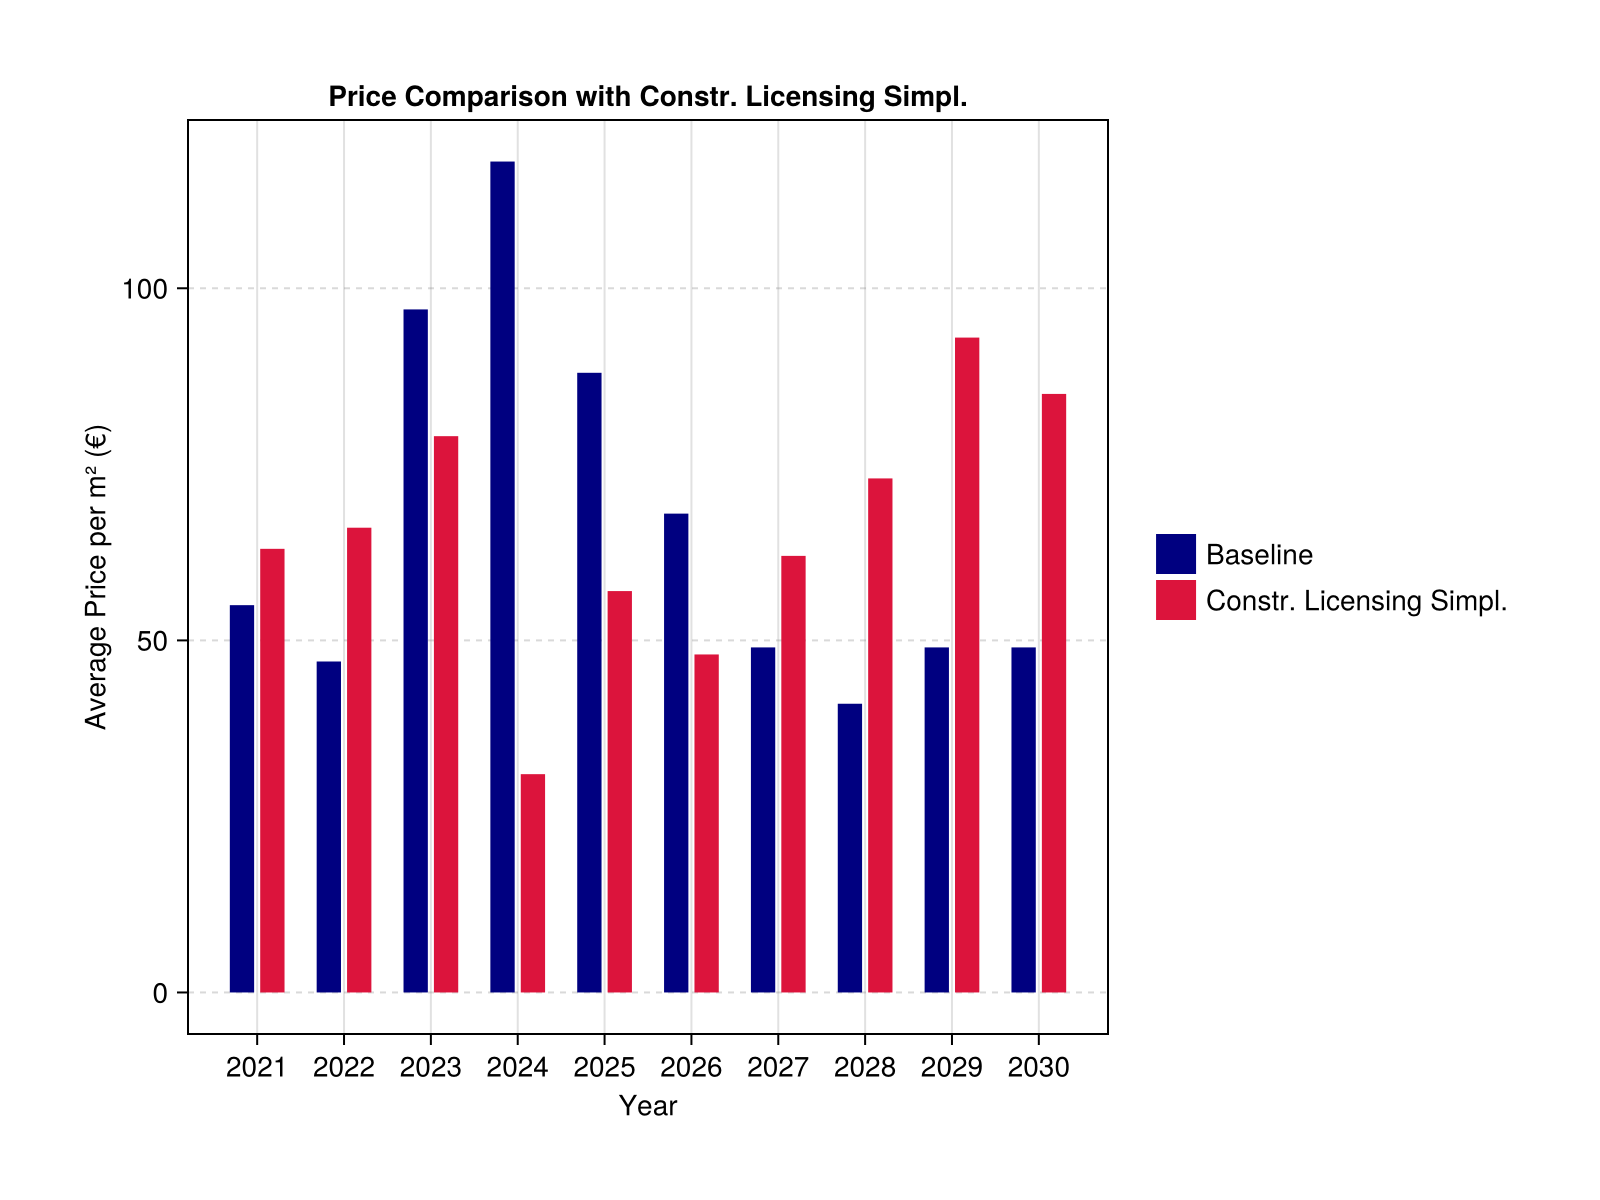 Price Comparison with Constr. Licensing Simpl.
Average Price per m² (€)
100
50
0
2021 2022 2023 2024 2025 2026 2027 2028 2029 2030
Year
Baseline
Constr. Licensing Simpl.